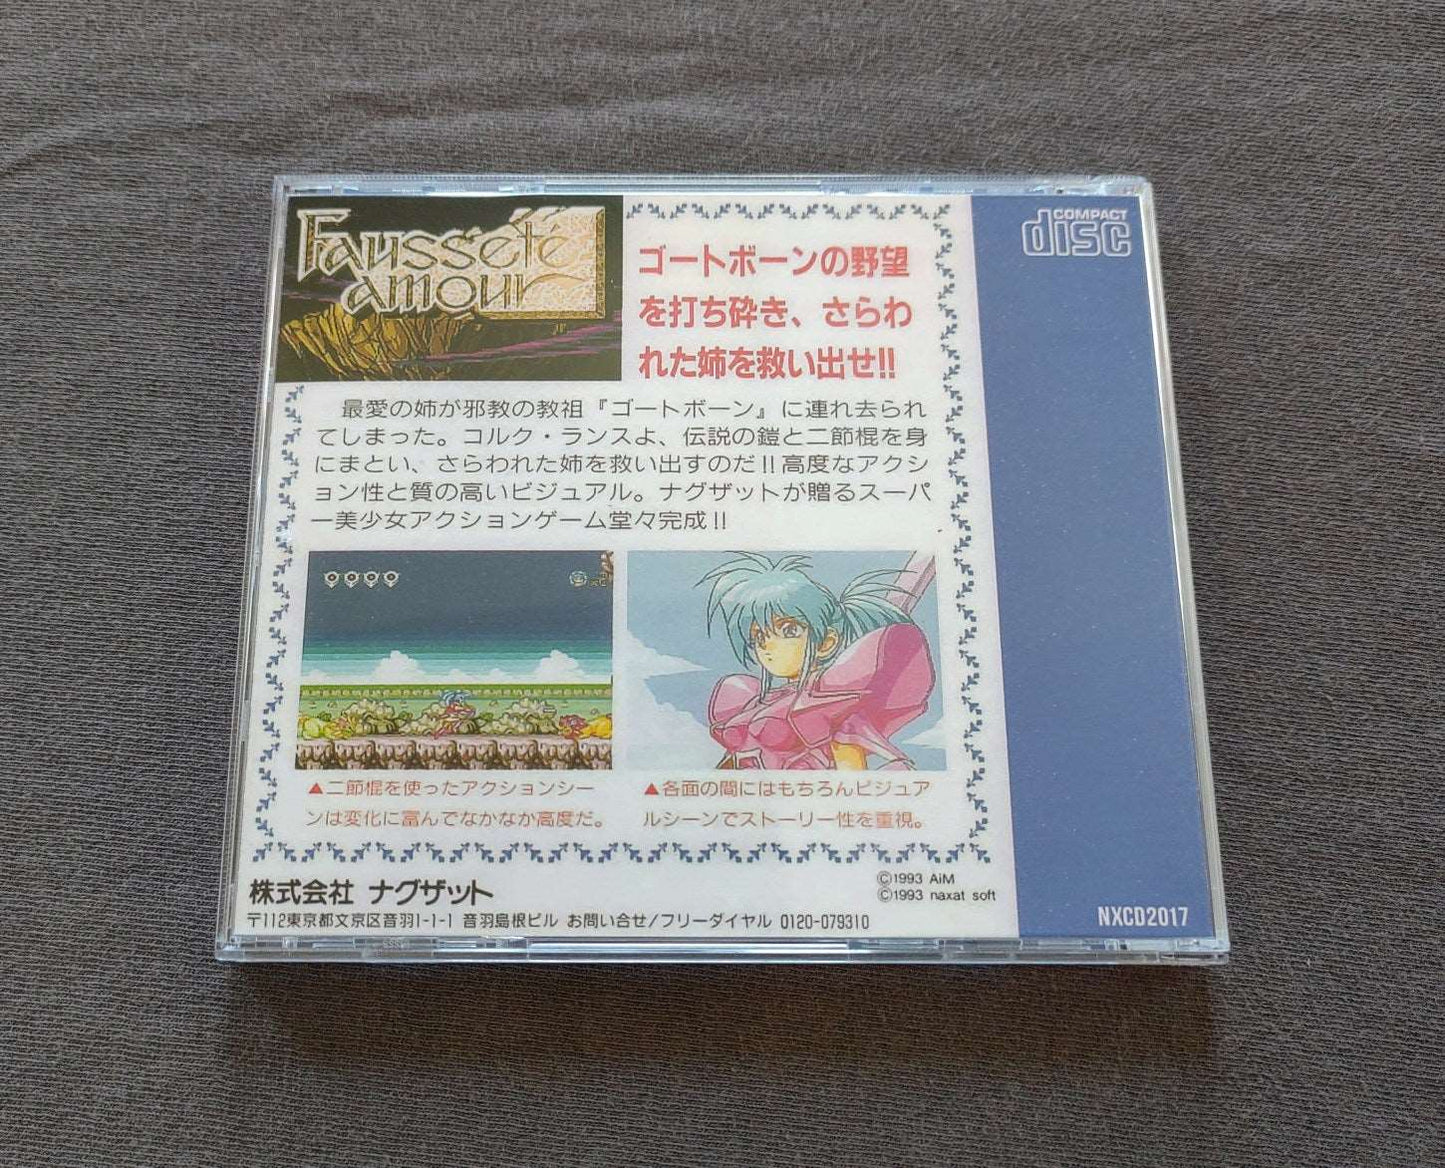 Fausseté
amour
COMPACT
disc
ゴートボーンの野望
を打ち砕き、さらわ
れた姉を救い出せ!!
最愛の姉が邪教の教祖『ゴートボーン』に連れ去られ
てしまった。コルク・ランスよ、伝説の鎧と二節棍を身
にまとい、さらわれた姉を救い出すのだ!!高度なアクシ
ョン性と質の高いビジュアル。ナグザットが贈るスーパ
ー美少女アクションゲーム堂々完成!!
▲二節棍を使ったアクションシー
ンは変化に富んでなかなか高度だ。
▲各面の間にはもちろんビジュア
ルシーンでストーリー性を重視。
株式会社 ナグザット
〒112東京都文京区音羽1-1-1 音羽島根ビル お問い合せ/フリーダイヤル 0120-079310
©1993 AiM
©1993 naxat soft
NXCD2017